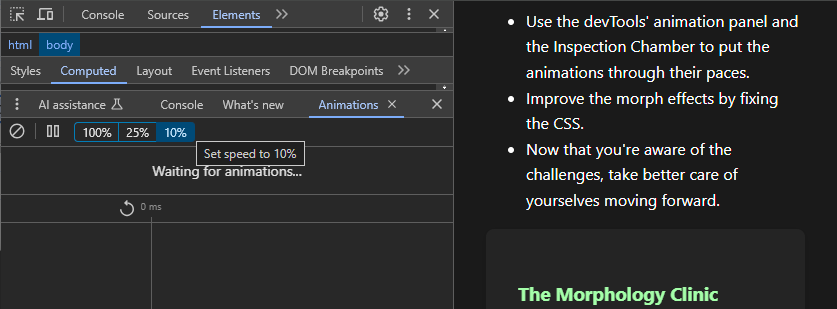 Console Sources Elements
html body
Styles Computed Layout Event Listeners DOM Breakpoints
AI assistance Console What's new Animations
100% 25% 10%
Set speed to 10%
Waiting for animations...
0 ms
Use the devTools' animation panel and
the Inspection Chamber to put the
animations through their paces.
Improve the morph effects by fixing
the CSS.
Now that you're aware of the
challenges, take better care of
yourselves moving forward.
The Morphology Clinic